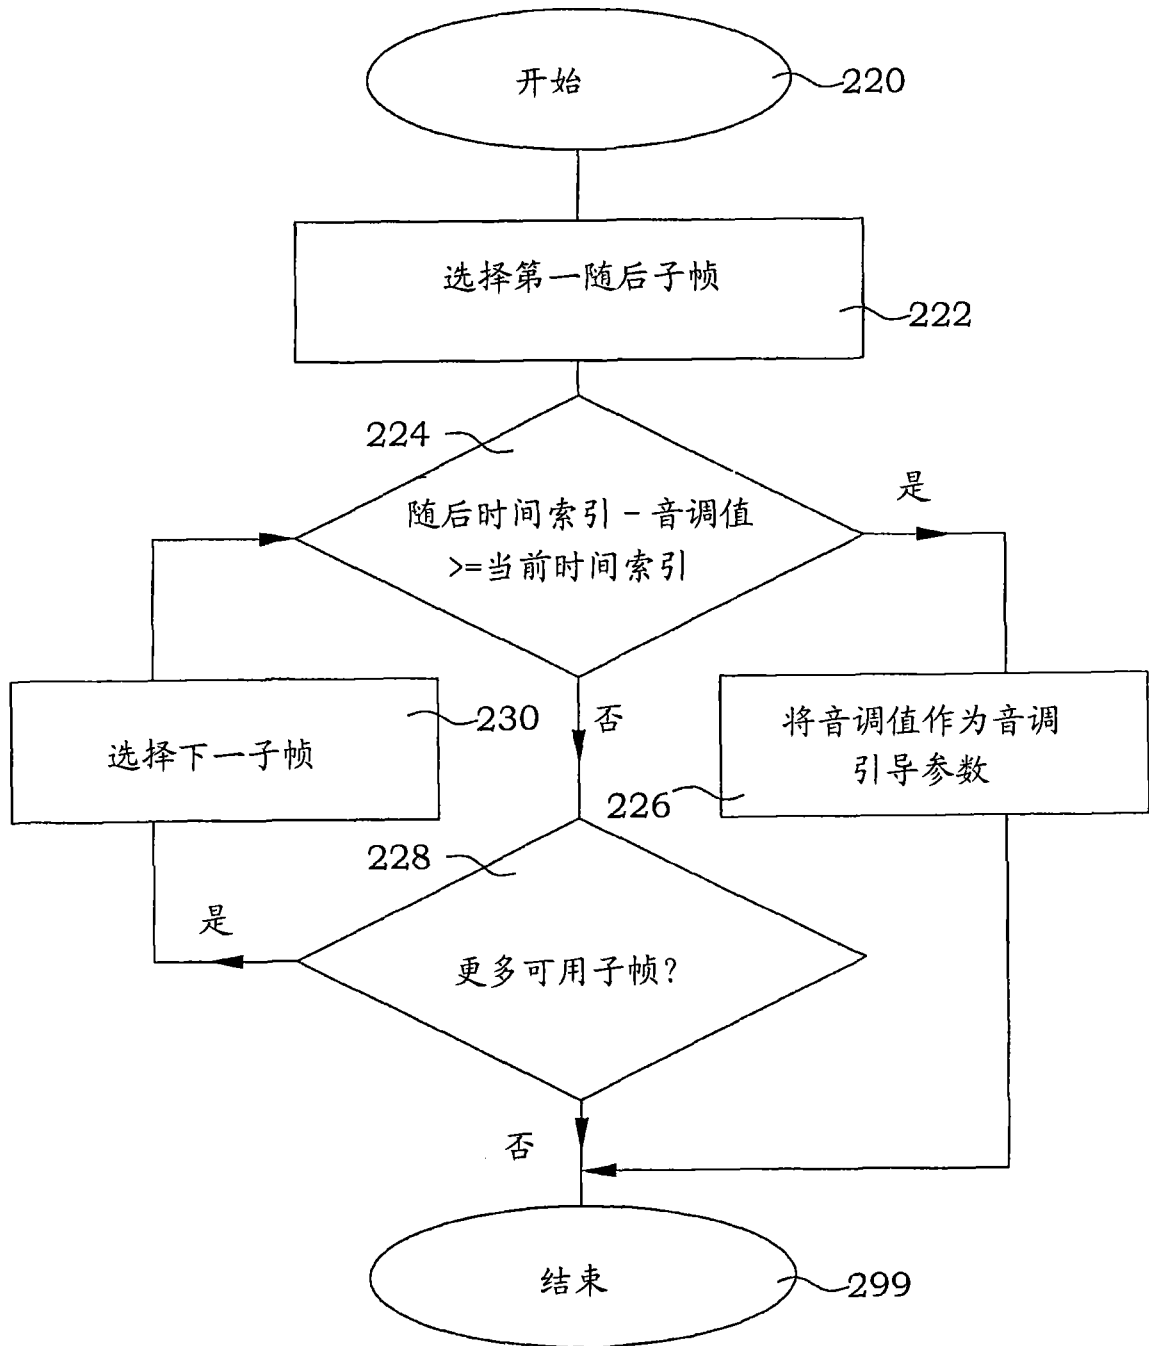 开始
220
选择第一随后子帧
222
224
随后时间索引－音调值
>=当前时间索引
是
否
230
选择下一子帧
将音调值作为音调
引导参数
226
228
更多可用子帧？
是
否
结束
299